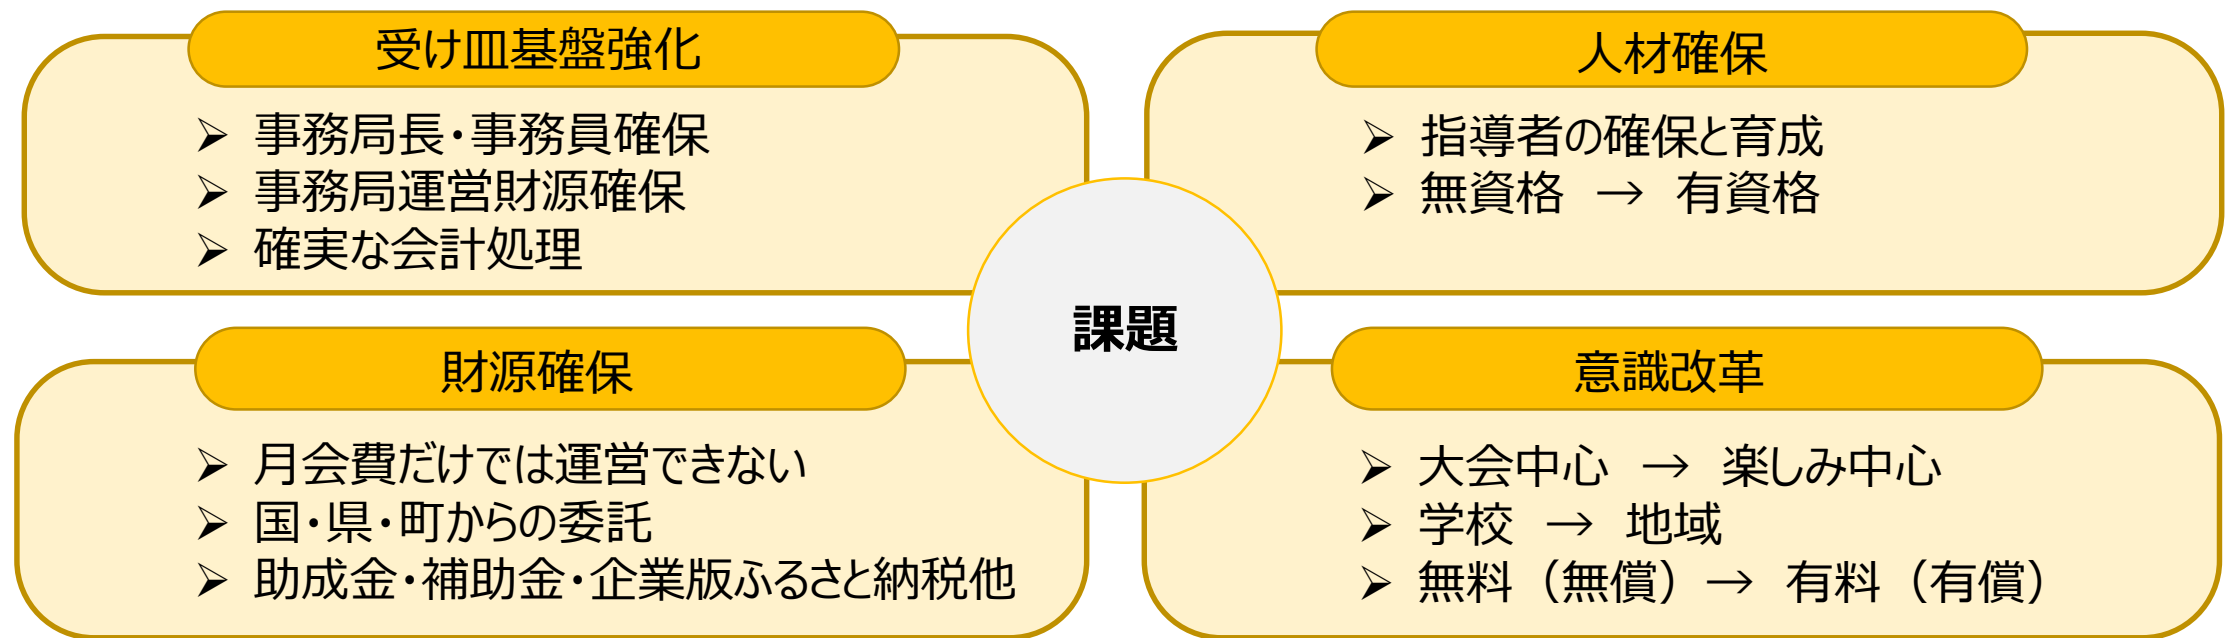 受け皿基盤強化
➢ 事務局長・事務員確保
➢ 事務局運営財源確保
➢ 確実な会計処理
人材確保
➢ 指導者の確保と育成
➢ 無資格 → 有資格
課題
財源確保
➢ 月会費だけでは運営できない
➢ 国・県・町からの委託
➢ 助成金・補助金・企業版ふるさと納税他
意識改革
➢ 大会中心 → 楽しみ中心
➢ 学校 → 地域
➢ 無料（無償）→ 有料（有償）